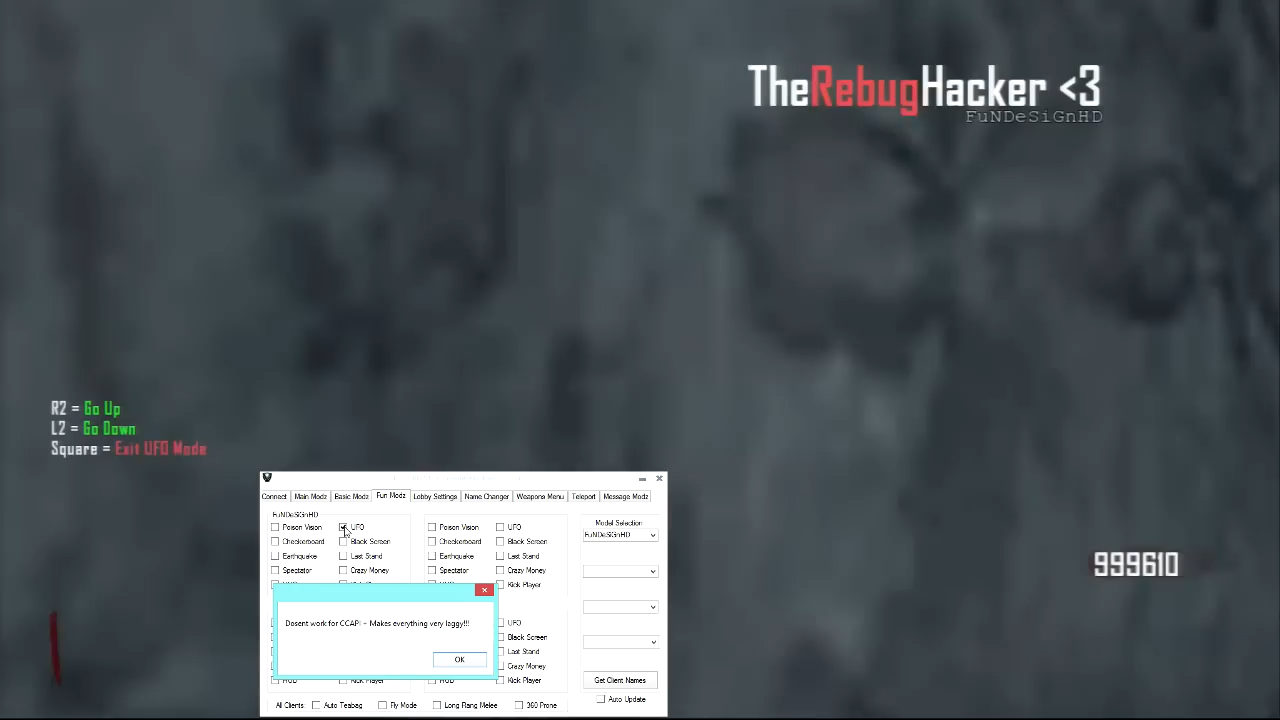 TheRebugHacker <3
FuNDeSiGnHD
R2 = Go Up
L2 = Go Down
Square = Exit UFO Mode
999610
Connect Main Modz Basic Modz Fun Modz Lobby Settings Name Changer Weapons Menu Teleport Message Modz
FuNDeSiGnHD
Poison Vision UFO
Checkerboard Black Screen
Earthquake Last Stand
Spectator Crazy Money
Poison Vision UFO
Checkerboard Black Screen
Earthquake Last Stand
Spectator Crazy Money
Kick Player
Model Selection
FuNDeSiGnHD
Dosent work for CCAPI - Makes everything very laggy!!!
OK
UFO
Black Screen
Last Stand
Crazy Money
HUD Kick Player
HUD Kick Player
Get Client Names
Auto Update
All Clients: Auto Teabag Fly Mode Long Rang Melee 360 Prone